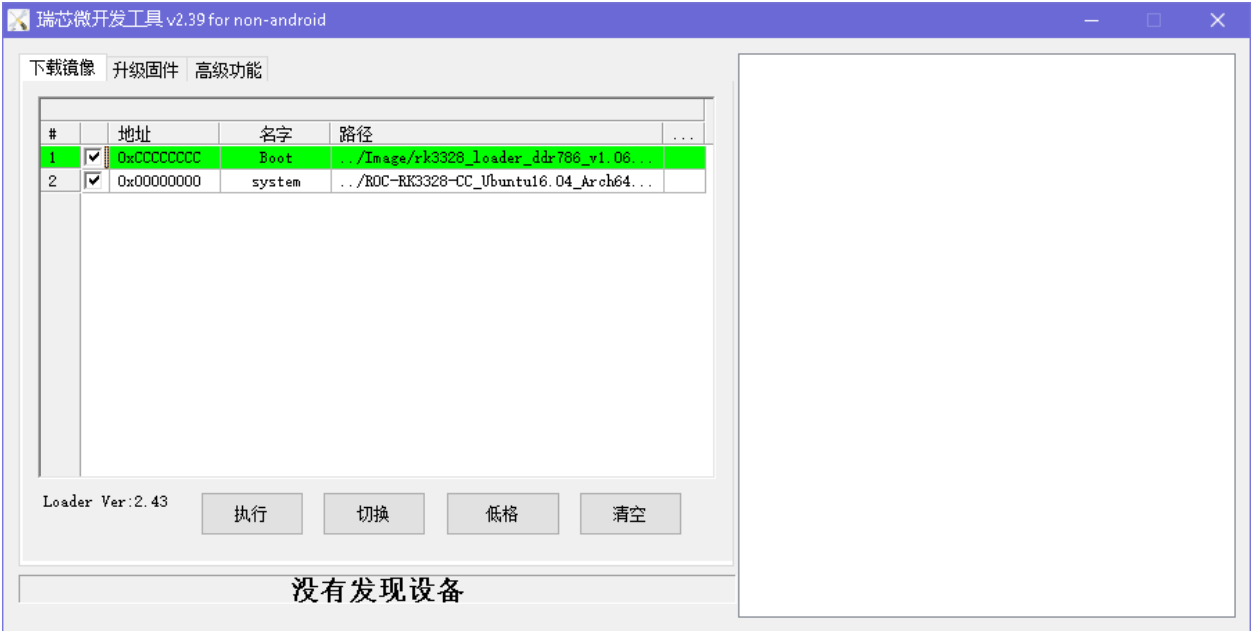 瑞芯微开发工具 v2.39 for non-android
下载镜像 升级固件 高级功能
# 地址 名字 路径 ...
1 0xCCCCCCCC Boot ../Image/rk3328_loader_ddr786_v1.06...
2 0x00000000 system ../ROC-RK3328-CC_Ubuntu16.04_Arch64...
Loader Ver:2.43 执行 切换 低格 清空
没有发现设备